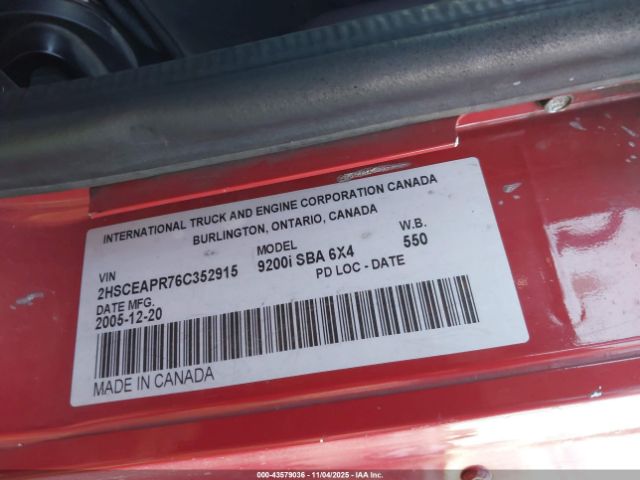 INTERNATIONAL TRUCK AND ENGINE CORPORATION CANADA
BURLINGTON, ONTARIO, CANADA
VIN MODEL W.B.
2HSCEAPR76C352915 9200i SBA 6X4 550
DATE MFG. PD LOC - DATE
2005-12-20
MADE IN CANADA
© 43579036 - 11/04/2025 - IAA Inc.